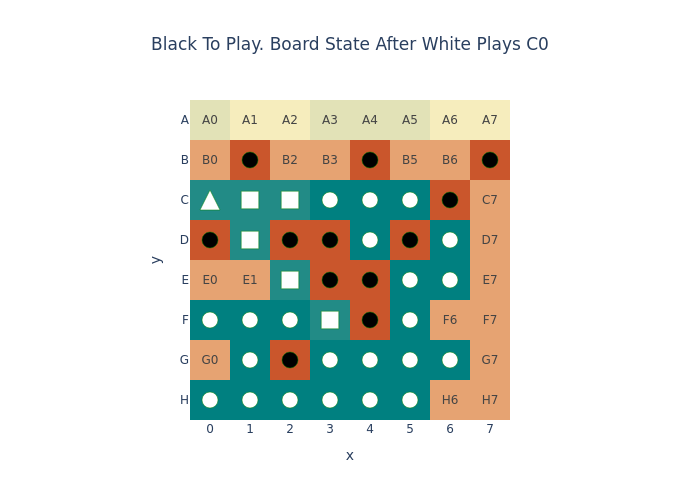 Black To Play. Board State After White Plays C0
A A0 A1 A2 A3 A4 A5 A6 A7
B B0 B2 B3 B5 B6
C C7
D D7
E E0 E1 E7
F F6 F7
G G0 G7
H H6 H7
0 1 2 3 4 5 6 7
x
y